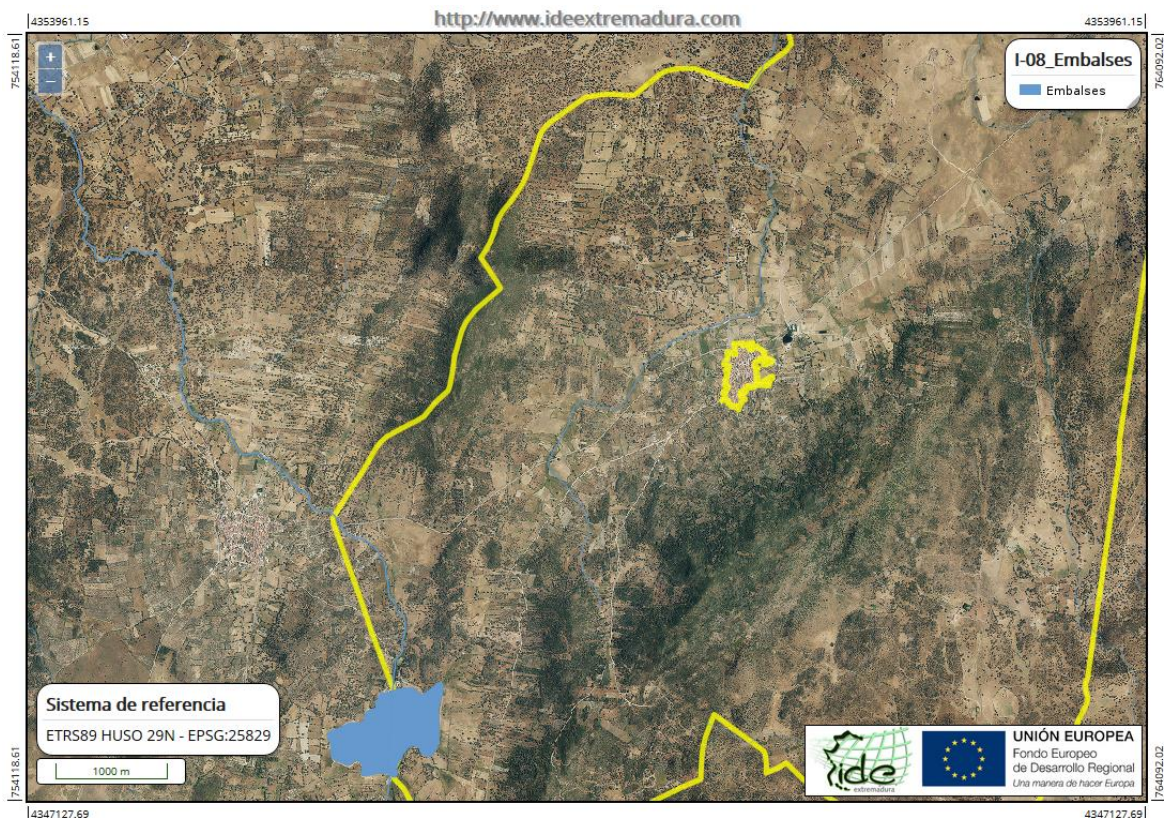 http://www.ideextremadura.com
4353961.15
4353961.15
754118.61
764092.02
+
−
I-08_Embalses
Embalses
Sistema de referencia
ETRS89 HUSO 29N - EPSG:25829
1000 m
ide
extremadura
UNIÓN EUROPEA
Fondo Europeo
de Desarrollo Regional
Una manera de hacer Europa
754118.61
764092.02
4347127.69
4347127.69